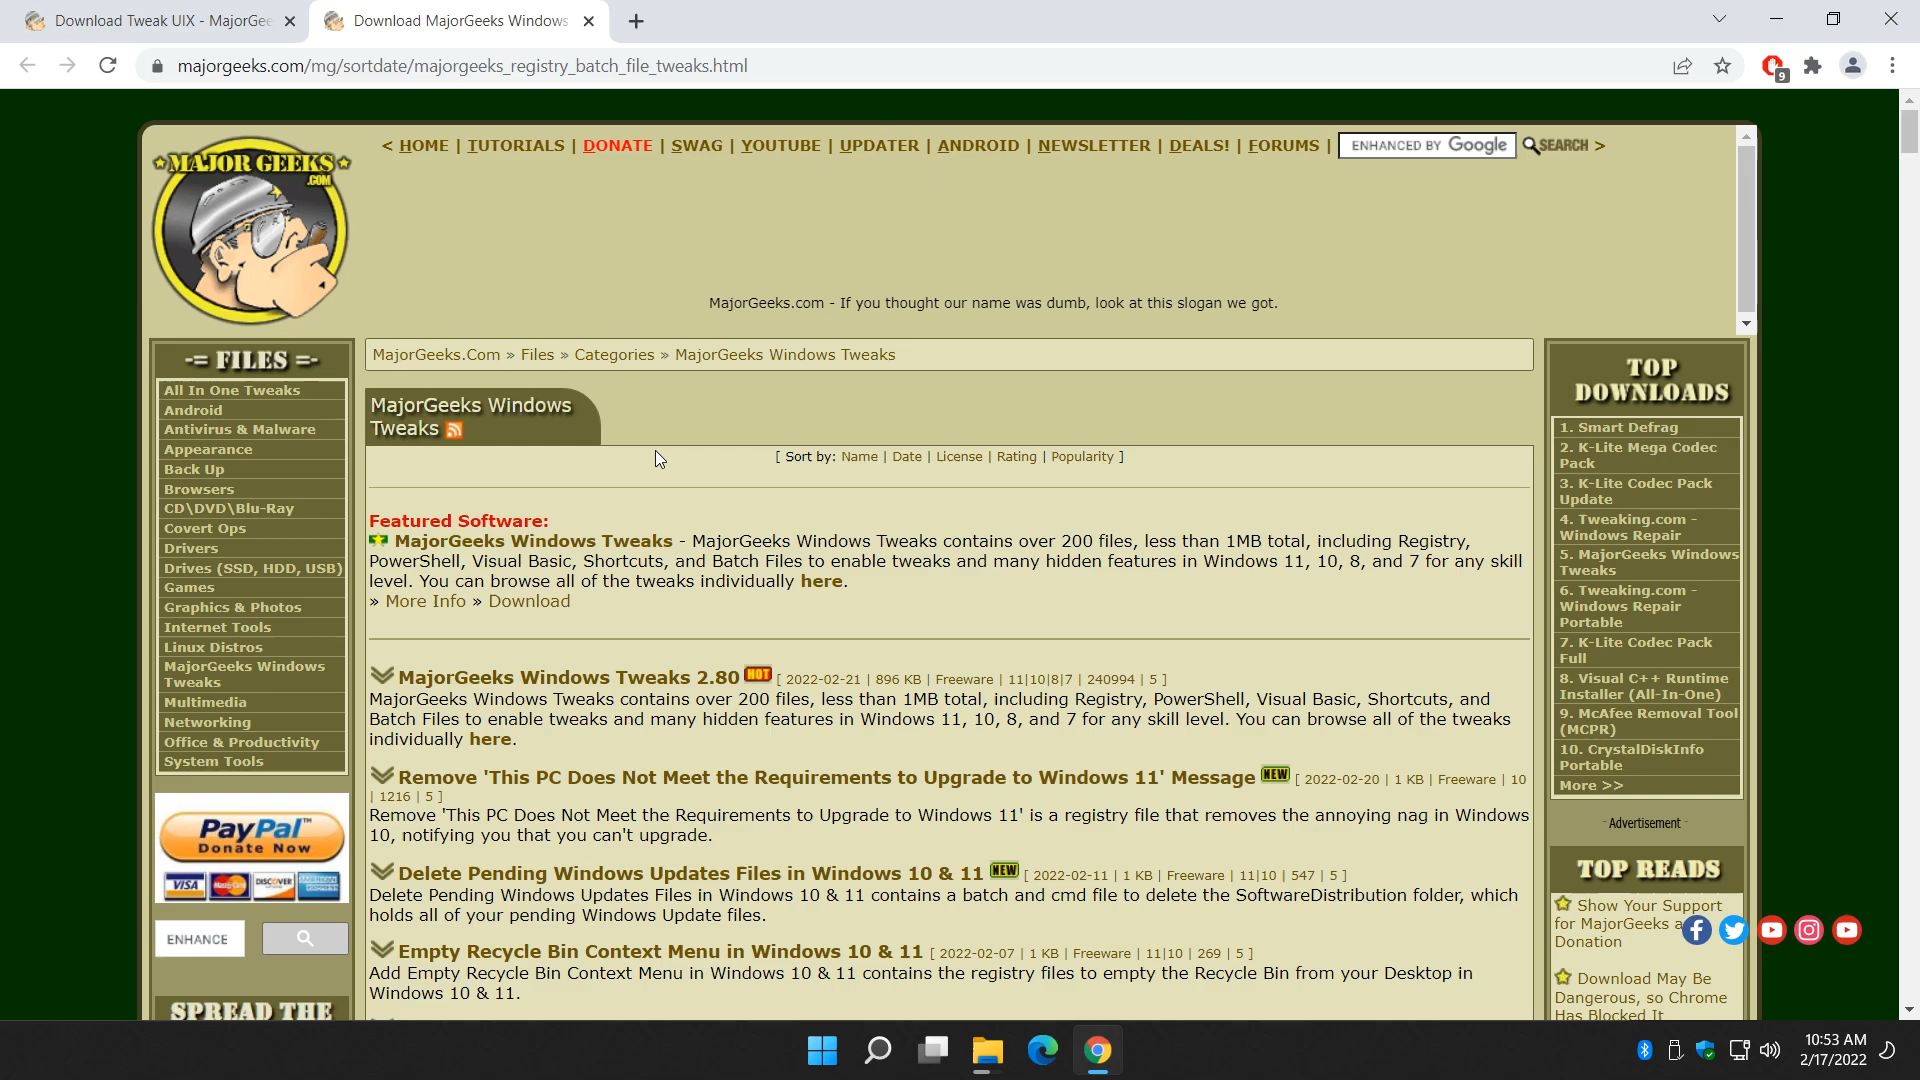 Download Tweak UIX - MajorGee
Download MajorGeeks Windows
majorgeeks.com/mg/sortdate/majorgeeks_registry_batch_file_tweaks.html
9
MAJOR GEEKS
.COM
< HOME | TUTORIALS | DONATE | SWAG | YOUTUBE | UPDATER | ANDROID | NEWSLETTER | DEALS! | FORUMS | ENHANCED BY Google SEARCH >
MajorGeeks.com - If you thought our name was dumb, look at this slogan we got.
-= FILES =-
All In One Tweaks
Android
Antivirus & Malware
Appearance
Back Up
Browsers
CD\DVD\Blu-Ray
Covert Ops
Drivers
Drives (SSD, HDD, USB)
Games
Graphics & Photos
Internet Tools
Linux Distros
MajorGeeks Windows
Tweaks
Multimedia
Networking
Office & Productivity
System Tools
PayPal™
Donate Now
VISA MasterCard DISCOVER AMERICAN EXPRESS
ENHANCE
SPREAD THE
MajorGeeks.Com » Files » Categories » MajorGeeks Windows Tweaks
MajorGeeks Windows
Tweaks
[ Sort by: Name | Date | License | Rating | Popularity ]
Featured Software:
MajorGeeks Windows Tweaks - MajorGeeks Windows Tweaks contains over 200 files, less than 1MB total, including Registry,
PowerShell, Visual Basic, Shortcuts, and Batch Files to enable tweaks and many hidden features in Windows 11, 10, 8, and 7 for any skill
level. You can browse all of the tweaks individually here.
» More Info » Download
MajorGeeks Windows Tweaks 2.80 HOT [ 2022-02-21 | 896 KB | Freeware | 11|10|8|7 | 240994 | 5 ]
MajorGeeks Windows Tweaks contains over 200 files, less than 1MB total, including Registry, PowerShell, Visual Basic, Shortcuts, and
Batch Files to enable tweaks and many hidden features in Windows 11, 10, 8, and 7 for any skill level. You can browse all of the tweaks
individually here.
Remove 'This PC Does Not Meet the Requirements to Upgrade to Windows 11' Message NEW [ 2022-02-20 | 1 KB | Freeware | 10
| 1216 | 5 ]
Remove 'This PC Does Not Meet the Requirements to Upgrade to Windows 11' is a registry file that removes the annoying nag in Windows
10, notifying you that you can't upgrade.
Delete Pending Windows Updates Files in Windows 10 & 11 NEW [ 2022-02-11 | 1 KB | Freeware | 11|10 | 547 | 5 ]
Delete Pending Windows Updates Files in Windows 10 & 11 contains a batch and cmd file to delete the SoftwareDistribution folder, which
holds all of your pending Windows Update files.
Empty Recycle Bin Context Menu in Windows 10 & 11 [ 2022-02-07 | 1 KB | Freeware | 11|10 | 269 | 5 ]
Add Empty Recycle Bin Context Menu in Windows 10 & 11 contains the registry files to empty the Recycle Bin from your Desktop in
Windows 10 & 11.
TOP
DOWNLOADS
1. Smart Defrag
2. K-Lite Mega Codec
Pack
3. K-Lite Codec Pack
Update
4. Tweaking.com -
Windows Repair
5. MajorGeeks Windows
Tweaks
6. Tweaking.com -
Windows Repair
Portable
7. K-Lite Codec Pack
Full
8. Visual C++ Runtime
Installer (All-In-One)
9. McAfee Removal Tool
(MCPR)
10. CrystalDiskInfo
Portable
More >>
- Advertisement -
TOP READS
Show Your Support
for MajorGeeks a
Donation
Download May Be
Dangerous, so Chrome
Has Blocked It
10:53 AM
2/17/2022